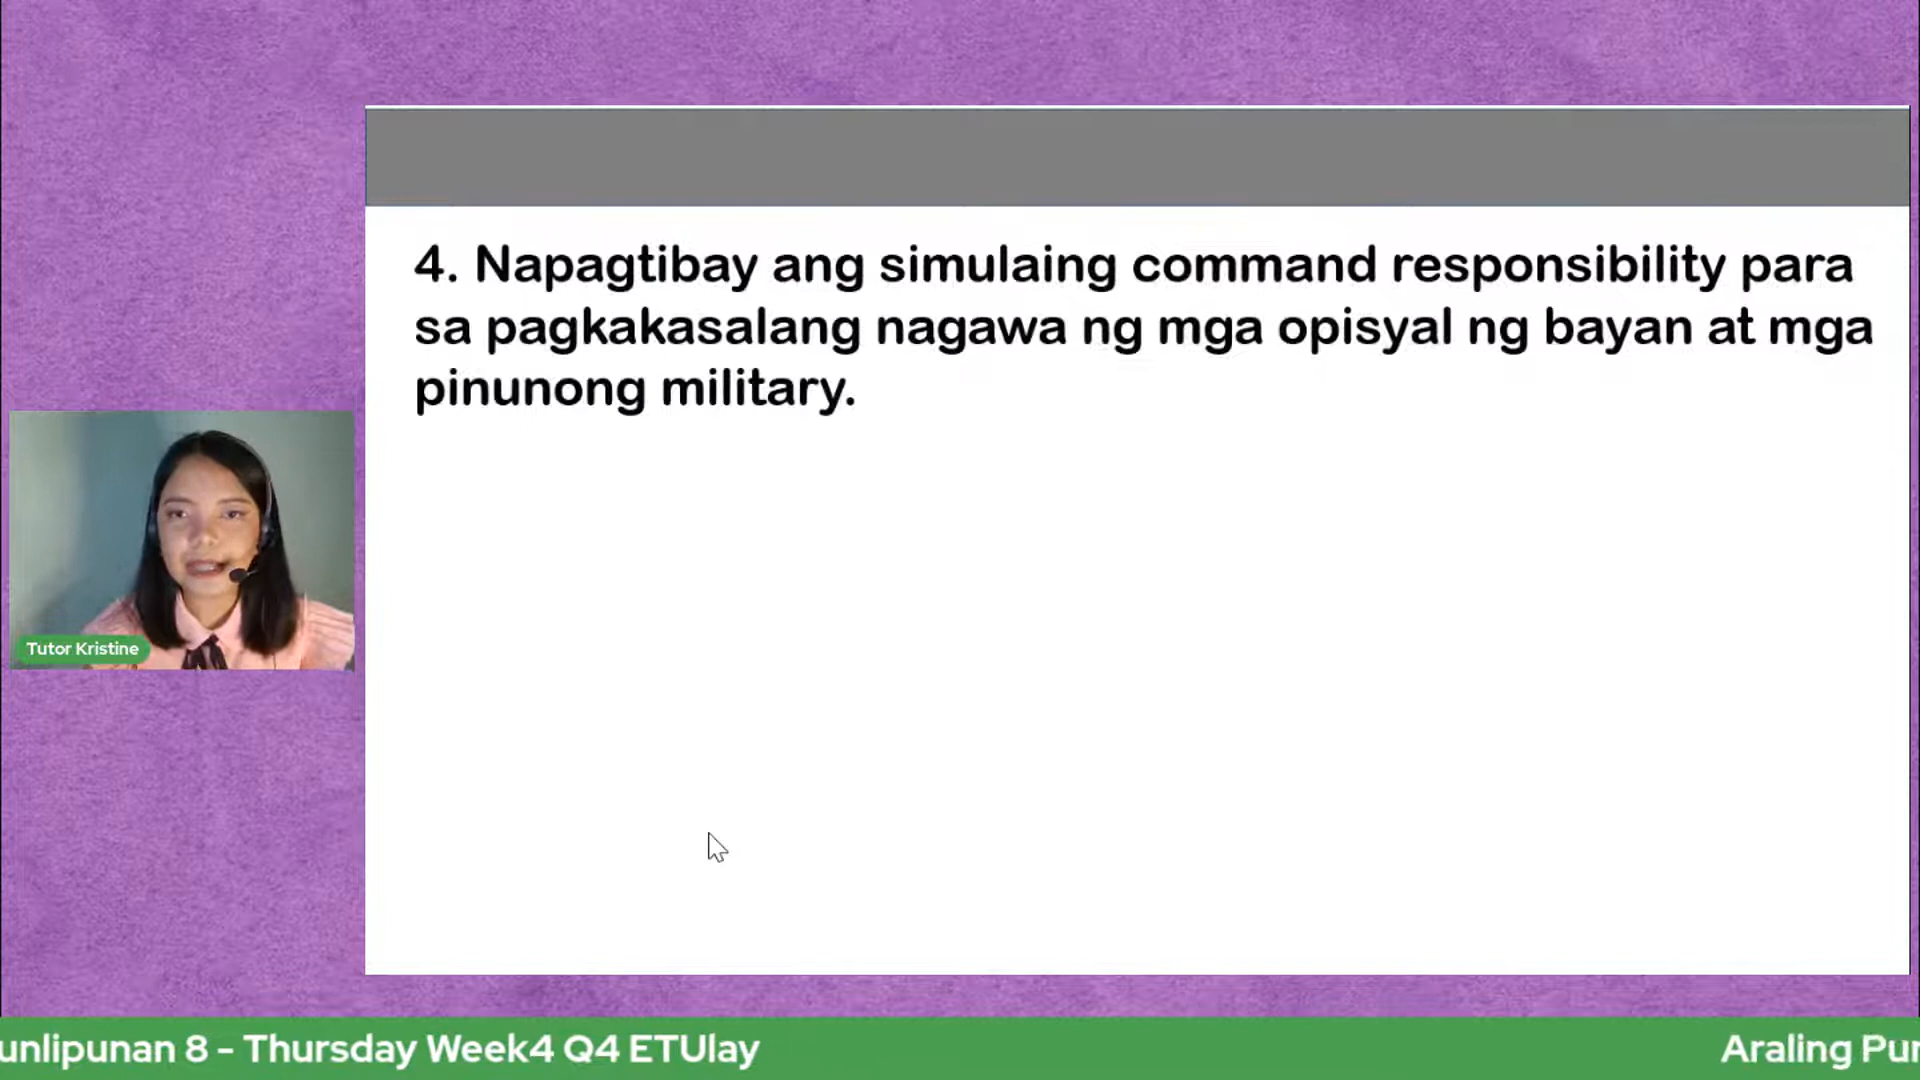 4. Napagtibay ang simulaing command responsibility para
sa pagkakasalang nagawa ng mga opisyal ng bayan at mga
pinunong military.
Tutor Kristine
unlipunan 8 - Thursday Week4 Q4 ETUlay
Araling Pun